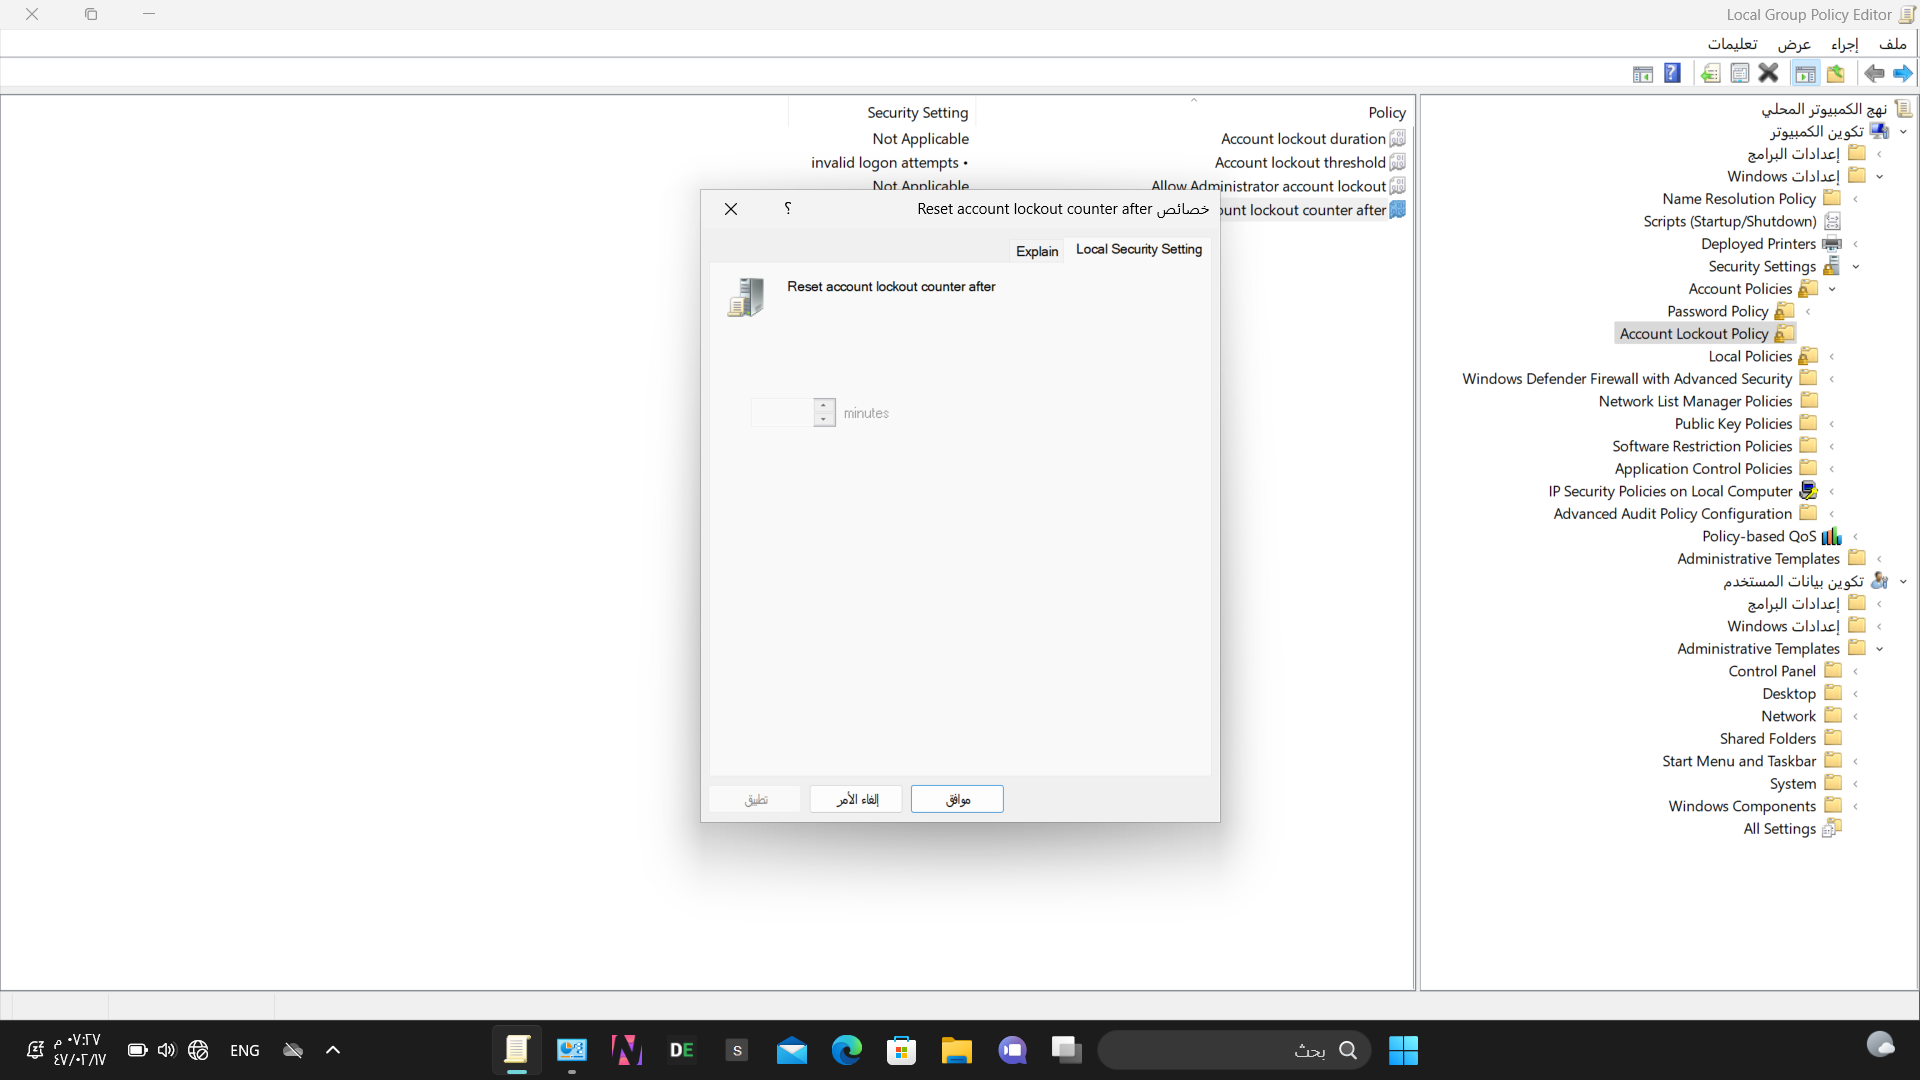 Local Group Policy Editor
ملف إجراء عرض تعليمات
نهج الكمبيوتر المحلي
تكوين الكمبيوتر
إعدادات البرامج
إعدادات Windows
Name Resolution Policy
Scripts (Startup/Shutdown)
Deployed Printers
Security Settings
Account Policies
Password Policy
Account Lockout Policy
Local Policies
Windows Defender Firewall with Advanced Security
Network List Manager Policies
Public Key Policies
Software Restriction Policies
Application Control Policies
IP Security Policies on Local Computer
Advanced Audit Policy Configuration
Policy-based QoS
Administrative Templates
تكوين بيانات المستخدم
إعدادات البرامج
إعدادات Windows
Administrative Templates
Control Panel
Desktop
Network
Shared Folders
Start Menu and Taskbar
System
Windows Components
All Settings
Policy Security Setting
Account lockout duration Not Applicable
Account lockout threshold ٠ invalid logon attempts
Allow Administrator account lockout Not Applicable
lockout counter after
خصائص Reset account lockout counter after ؟
Local Security Setting Explain
Reset account lockout counter after
minutes
موافق إلغاء الأمر تطبيق
بحث
S
DE
N
ENG
٠٧:٢٧ م
٤٧/٠٢/١٧